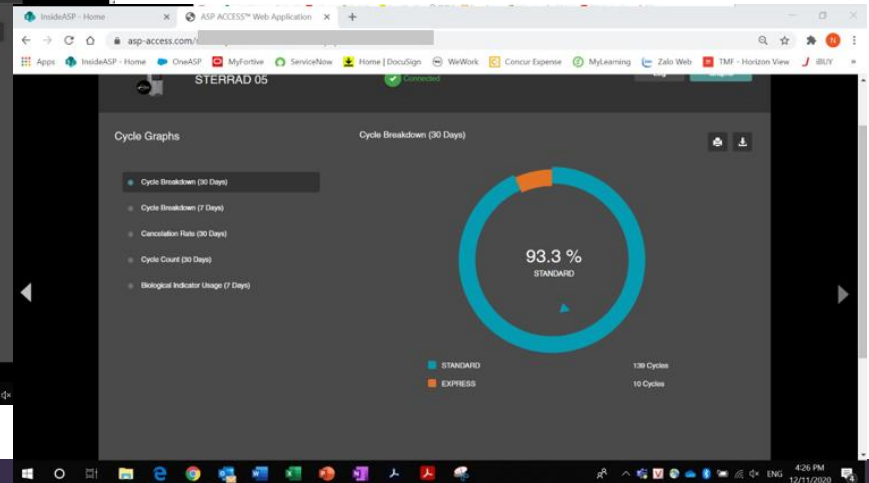 InsideASP - Home
ASP ACCESS™ Web Application
asp-access.com/
N
Apps InsideASP - Home OneASP MyFortive ServiceNow Home | DocuSign WeWork Concur Expense MyLearning Zalo Web TMF - Horizon View iBUY »
STERRAD 05
Connected
Cycle Graphs
Cycle Breakdown (30 Days)
Cycle Breakdown (30 Days)
Cycle Breakdown (7 Days)
Cancelation Rate (30 Days)
Cycle Count (30 Days)
Biological Indicator Usage (7 Days)
93.3 %
STANDARD
STANDARD 139 Cycles
EXPRESS 10 Cycles
ENG
4:26 PM
12/11/2020